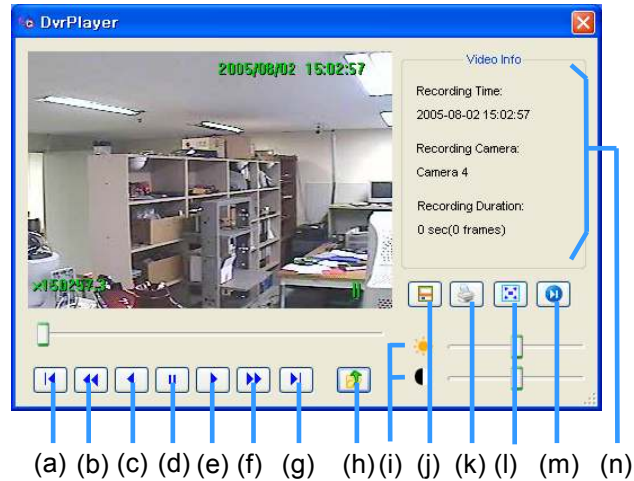 DvrPlayer
2005/08/02 15:02:57
Video Info
Recording Time:
2005-08-02 15:02:57
Recording Camera:
Camera 4
Recording Duration:
0 sec(0 frames)
(a) (b) (c) (d) (e) (f) (g) (h) (i) (j) (k) (l) (m) (n)